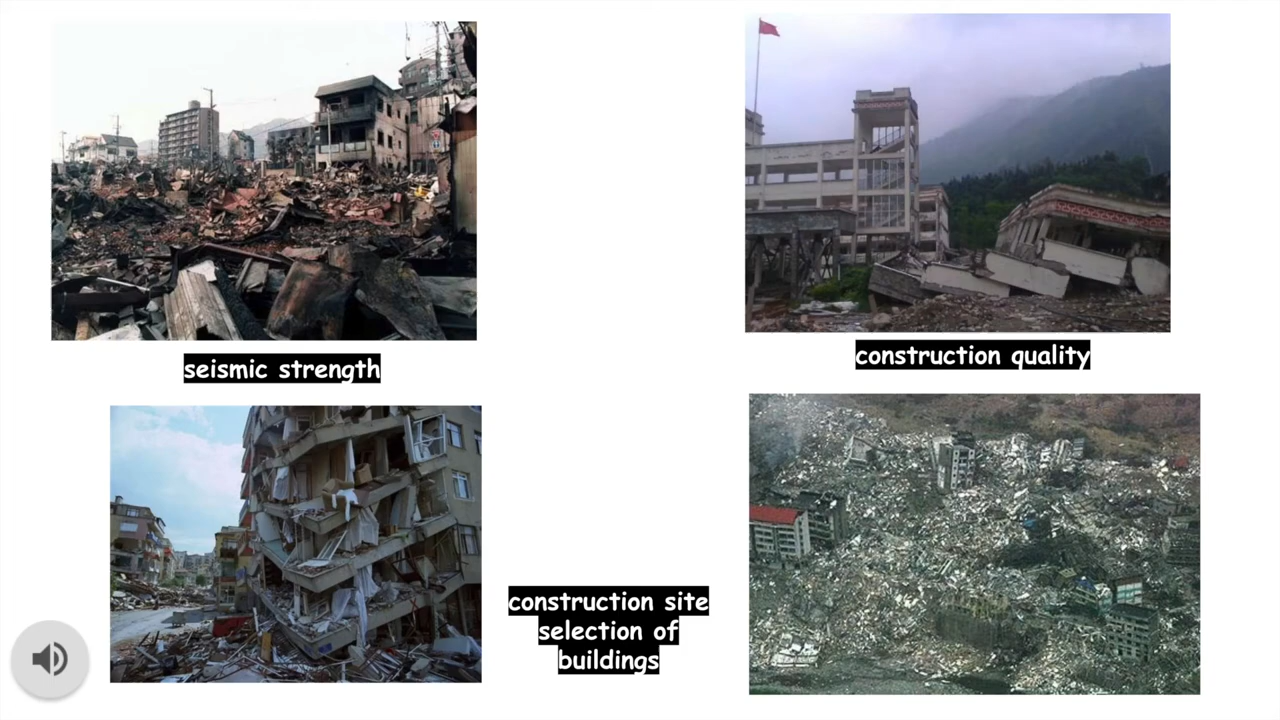 seismic strength
construction quality
construction site
selection of
buildings